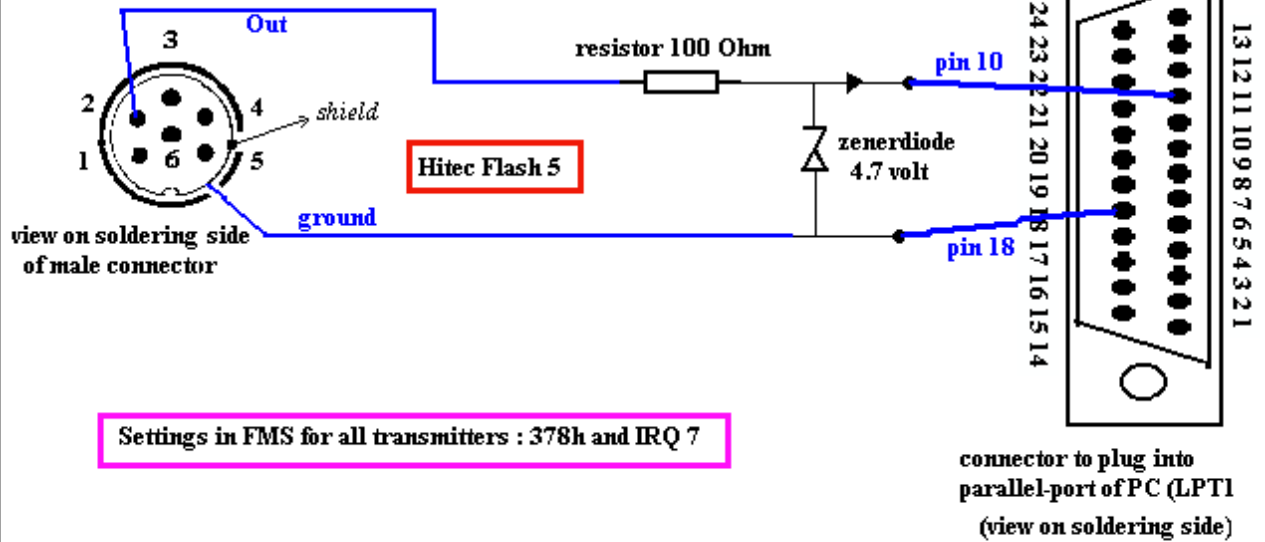 Out
3
resistor 100 Ohm
pin 10
2
4
shield
1
6
5
Hitec Flash 5
zenerdiode
4.7 volt
ground
pin 18
view on soldering side
of male connector
24 23 22 21 20 19 18 17 16 15 14
13 12 11 10 9 8 7 6 5 4 3 2 1
Settings in FMS for all transmitters : 378h and IRQ 7
connector to plug into
parallel-port of PC (LPT1
(view on soldering side)